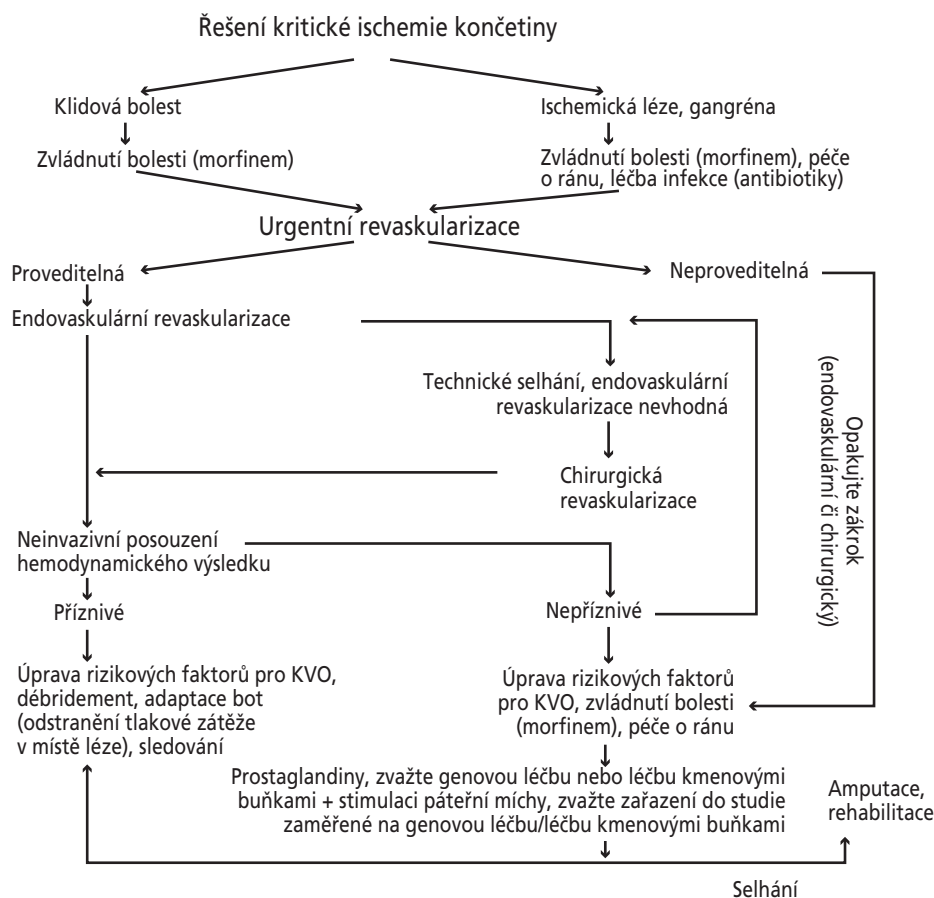 Řešení kritické ischemie končetiny
Klidová bolest
Ischemická léze, gangréna
Zvládnutí bolesti (morfinem)
Zvládnutí bolesti (morfinem), péče
o ránu, léčba infekce (antibiotiky)
Urgentní revaskularizace
Proveditelná
Neproveditelná
Endovaskulární revaskularizace
Technické selhání, endovaskulární
revaskularizace nevhodná
Opakujte zákrok
(endovaskulární či chirurgický)
Chirurgická
revaskularizace
Neinvazivní posouzení
hemodynamického výsledku
Příznivé
Nepříznivé
Úprava rizikových faktorů pro KVO,
débridement, adaptace bot
(odstranění tlakové zátěže
v místě léze), sledování
Úprava rizikových faktorů
pro KVO, zvládnutí bolesti
(morfinem), péče o ránu
Prostaglandiny, zvažte genovou léčbu nebo léčbu kmenovými
buňkami + stimulaci páteřní míchy, zvažte zařazení do studie
zaměřené na genovou léčbu/léčbu kmenovými buňkami
Amputace,
rehabilitace
Selhání